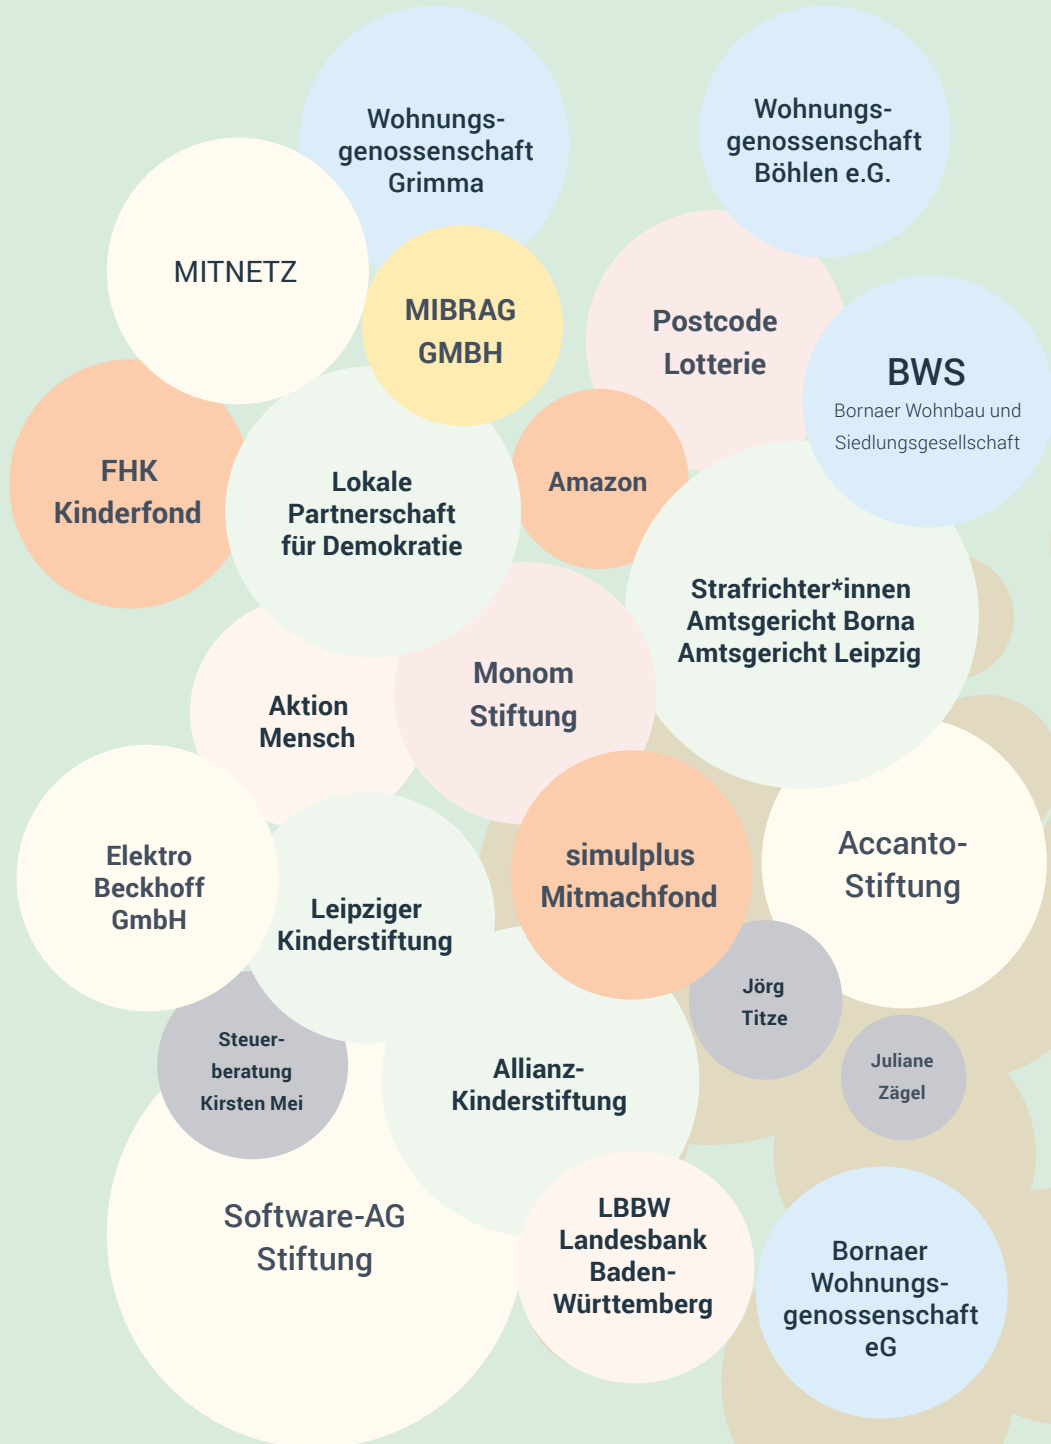 Wohnungs-
genossenschaft
Grimma
Wohnungs-
genossenschaft
Böhlen e.G.
MITNETZ
MIBRAG
GMBH
Postcode
Lotterie
BWS
Bornaer Wohnbau und
Siedlungsgesellschaft
FHK
Kinderfond
Lokale
Partnerschaft
für Demokratie
Amazon
Strafrichter*innen
Amtsgericht Borna
Amtsgericht Leipzig
Aktion
Mensch
Monom
Stiftung
Elektro
Beckhoff
GmbH
Leipziger
Kinderstiftung
simulplus
Mitmachfond
Accanto-
Stiftung
Steuer-
beratung
Kirsten Mei
Allianz-
Kinderstiftung
Jörg
Titze
Juliane
Zägel
Software-AG
Stiftung
LBBW
Landesbank
Baden-
Württemberg
Bornaer
Wohnungs-
genossenschaft
eG